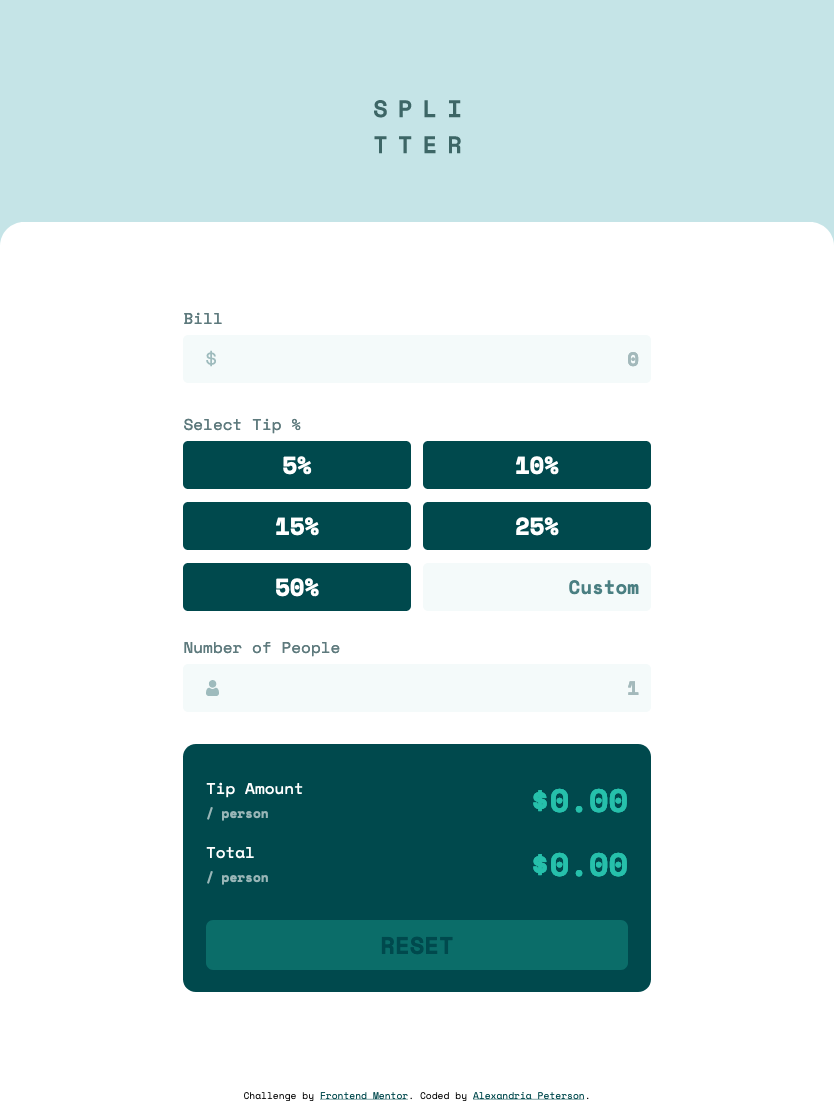 SPLI
TTER
Bill
$ 0
Select Tip %
5% 10%
15% 25%
50% Custom
Number of People
1
Tip Amount
/ person
$0.00
Total
/ person
$0.00
RESET
Challenge by Frontend Mentor. Coded by Alexandria Peterson.